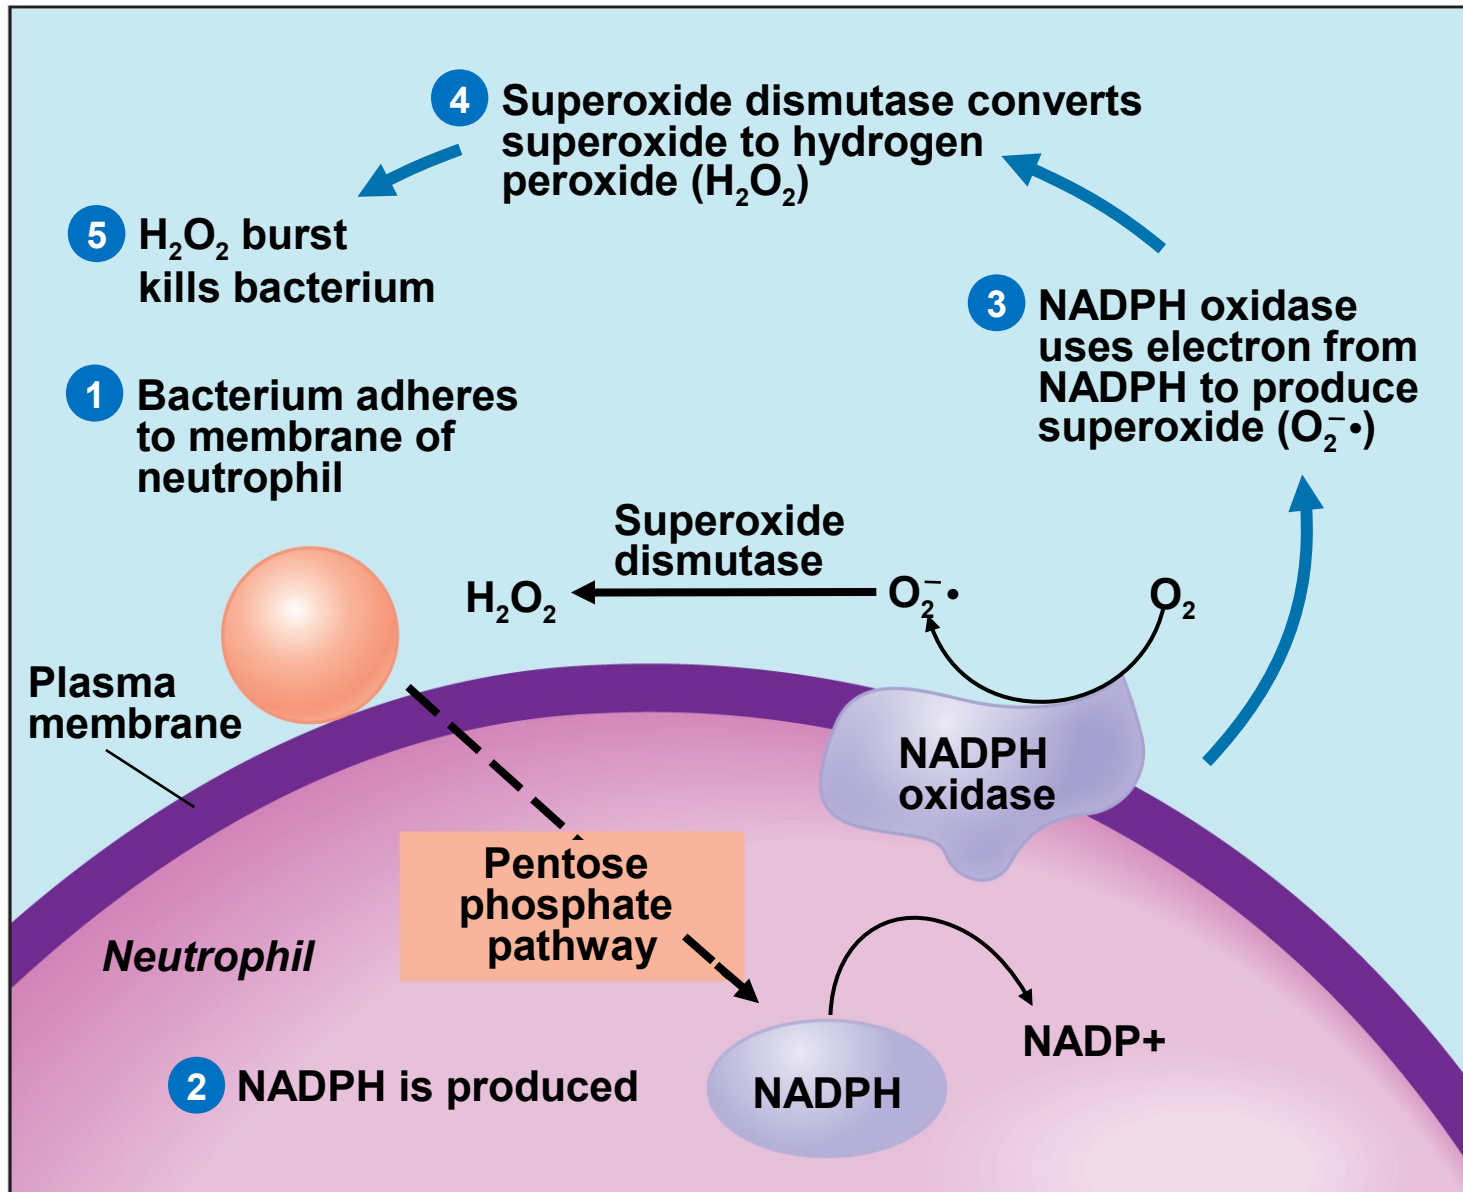 4 Superoxide dismutase converts
superoxide to hydrogen
peroxide (H₂O₂)
5 H₂O₂ burst
kills bacterium
3 NADPH oxidase
uses electron from
NADPH to produce
superoxide (O₂⁻•)
1 Bacterium adheres
to membrane of
neutrophil
Superoxide
dismutase
H₂O₂
O₂⁻•
O₂
Plasma
membrane
NADPH
oxidase
Pentose
phosphate
pathway
Neutrophil
NADP+
2 NADPH is produced
NADPH